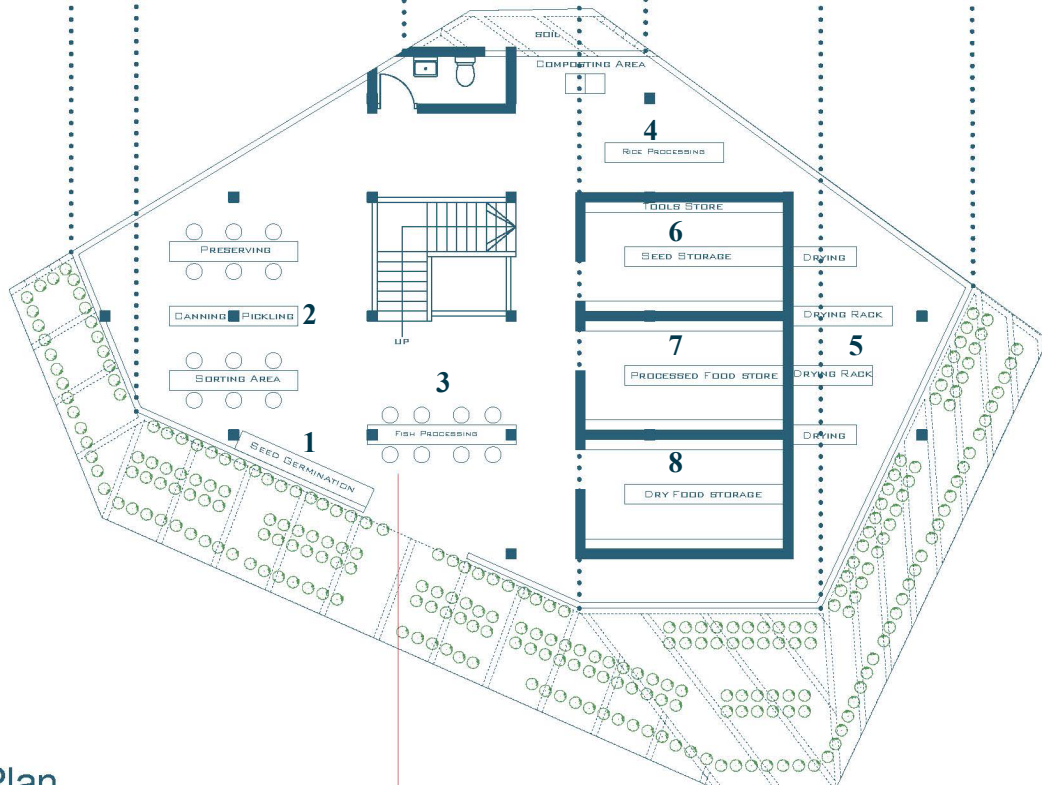 SOIL
COMPOSTING AREA
4
RICE PROCESSING
TOOLS STORE
6
PRESERVING
SEED STORAGE
DRYING
CANNING PICKLING
2
DRYING RACK
UP
7
5
SORTING AREA
3
PROCESSED FOOD STORE
DRYING RACK
FISH PROCESSING
DRYING
1
SEED GERMINATION
8
DRY FOOD STORAGE
Plan